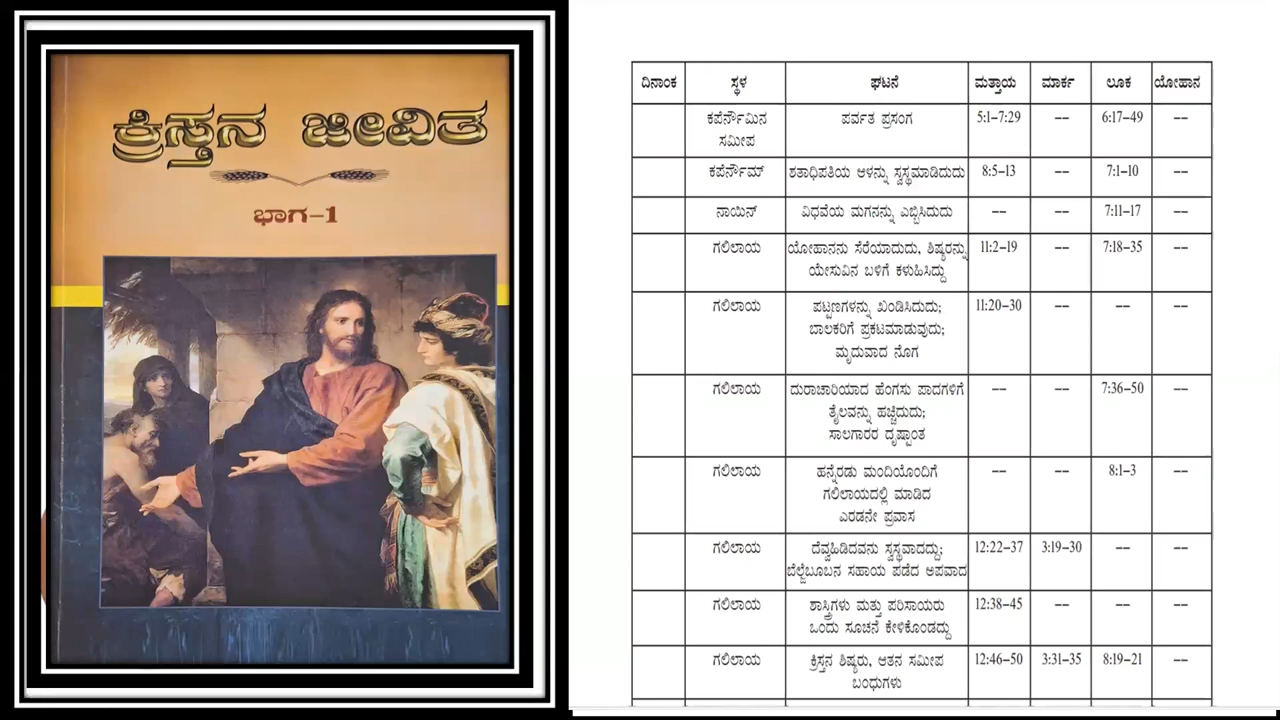 ಕ್ರಿಸ್ತನ ಜೀವಿತ
ಭಾಗ-1
ದಿನಾಂಕ ಸ್ಥಳ ಘಟನೆ ಮತ್ತಾಯ ಮಾರ್ಕ ಲೂಕ ಯೋಹಾನ
ಕಪೆರ್ನೌಮಿನ ಪರ್ವತ ಪ್ರಸಂಗ 5:1–7:29 –– 6:17–49 ––
ಸಮೀಪ
ಕಪೆರ್ನೌಮ್ ಶತಾಧಿಪತಿಯ ಆಳನ್ನು ಸ್ವಸ್ಥಮಾಡಿದುದು 8:5–13 –– 7:1–10 ––
ನಾಯಿನ್ ವಿಧವೆಯ ಮಗನನ್ನು ಎಬ್ಬಿಸಿದುದು –– –– 7:11–17 ––
ಗಲಿಲಾಯ ಯೋಹಾನನು ಸೆರೆಯಾದುದು, ಶಿಷ್ಯರನ್ನು 11:2–19 –– 7:18–35 ––
ಯೇಸುವಿನ ಬಳಿಗೆ ಕಳುಹಿಸಿದ್ದು
ಗಲಿಲಾಯ ಪಟ್ಟಣಗಳನ್ನು ಖಂಡಿಸಿದುದು; 11:20–30 –– –– ––
ಬಾಲಕರಿಗೆ ಪ್ರಕಟಮಾಡುವುದು;
ಮೃದುವಾದ ನೊಗ
ಗಲಿಲಾಯ ದುರಾಚಾರಿಯಾದ ಹೆಂಗಸು ಪಾದಗಳಿಗೆ –– –– 7:36–50 ––
ತೈಲವನ್ನು ಹಚ್ಚಿದುದು;
ಸಾಲಗಾರರ ದೃಷ್ಟಾಂತ
ಗಲಿಲಾಯ ಹನ್ನೆರಡು ಮಂದಿಯೊಂದಿಗೆ –– –– 8:1–3 ––
ಗಲಿಲಾಯದಲ್ಲಿ ಮಾಡಿದ
ಎರಡನೇ ಪ್ರವಾಸ
ಗಲಿಲಾಯ ದೆವ್ವಹಿಡಿದವನು ಸ್ವಸ್ಥವಾದದ್ದು; 12:22–37 3:19–30 –– ––
ಬೆಲ್ಜೆಬೂಬನ ಸಹಾಯ ಪಡೆದ ಅಪವಾದ
ಗಲಿಲಾಯ ಶಾಸ್ತ್ರಿಗಳು ಮತ್ತು ಪರಿಸಾಯರು 12:38–45 –– –– ––
ಒಂದು ಸೂಚನೆ ಕೇಳಿಕೊಂಡದ್ದು
ಗಲಿಲಾಯ ಕ್ರಿಸ್ತನ ಶಿಷ್ಯರು, ಆತನ ಸಮೀಪ 12:46–50 3:31–35 8:19–21 ––
ಬಂಧುಗಳು